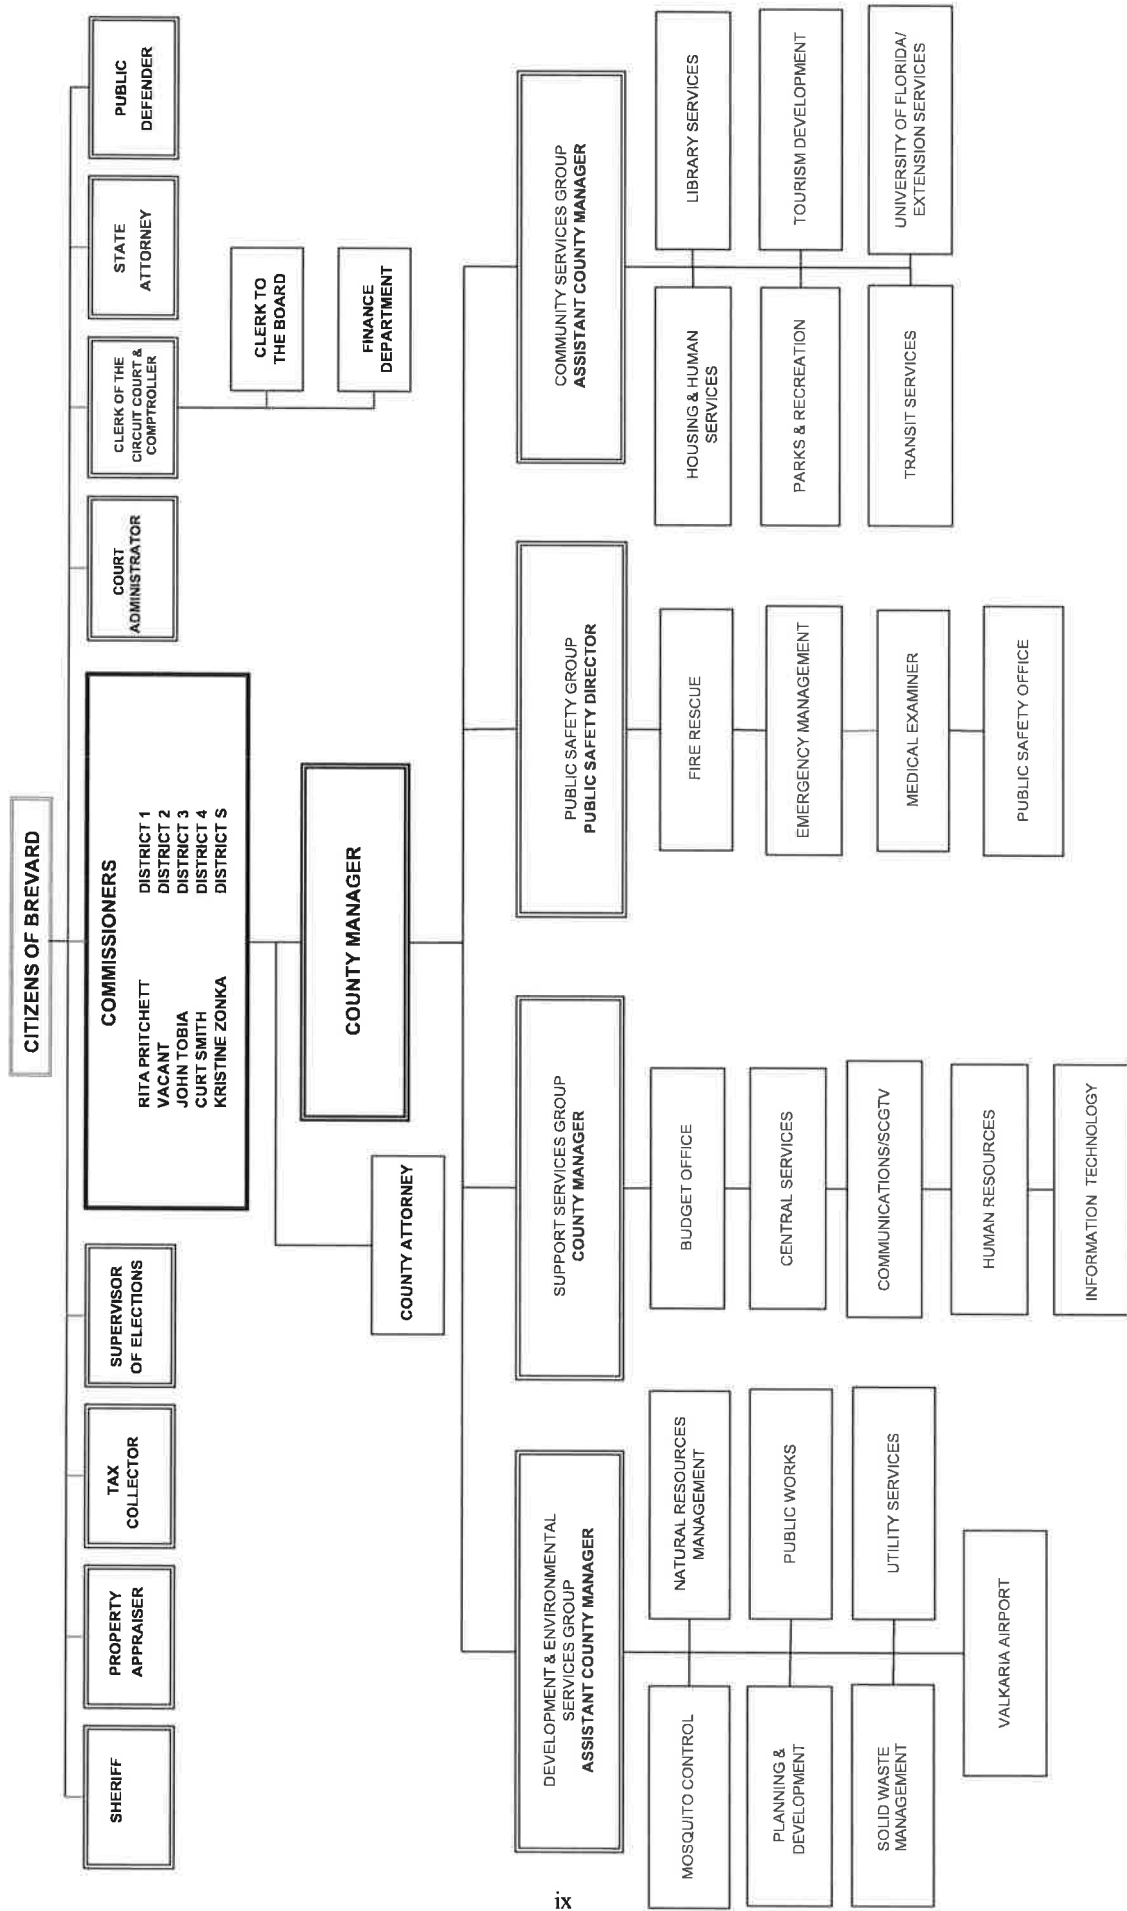 CITIZENS OF BREVARD
SHERIFF
PROPERTY
APPRAISER
TAX
COLLECTOR
SUPERVISOR
OF ELECTIONS
COMMISSIONERS
RITA PRITCHETT DISTRICT 1
VACANT DISTRICT 2
JOHN TOBIA DISTRICT 3
CURT SMITH DISTRICT 4
KRISTINE ZONKA DISTRICT S
COURT
ADMINISTRATOR
CLERK OF THE
CIRCUIT COURT &
COMPTROLLER
STATE
ATTORNEY
PUBLIC
DEFENDER
CLERK TO
THE BOARD
FINANCE
DEPARTMENT
COUNTY MANAGER
COUNTY ATTORNEY
DEVELOPMENT & ENVIRONMENTAL
SERVICES GROUP
ASSISTANT COUNTY MANAGER
MOSQUITO CONTROL
NATURAL RESOURCES
MANAGEMENT
PLANNING &
DEVELOPMENT
PUBLIC WORKS
SOLID WASTE
MANAGEMENT
UTILITY SERVICES
VALKARIA AIRPORT
SUPPORT SERVICES GROUP
COUNTY MANAGER
BUDGET OFFICE
CENTRAL SERVICES
COMMUNICATIONS/SCGTV
HUMAN RESOURCES
INFORMATION TECHNOLOGY
PUBLIC SAFETY GROUP
PUBLIC SAFETY DIRECTOR
FIRE RESCUE
EMERGENCY MANAGEMENT
MEDICAL EXAMINER
PUBLIC SAFETY OFFICE
COMMUNITY SERVICES GROUP
ASSISTANT COUNTY MANAGER
HOUSING & HUMAN
SERVICES
LIBRARY SERVICES
PARKS & RECREATION
TOURISM DEVELOPMENT
TRANSIT SERVICES
UNIVERSITY OF FLORIDA/
EXTENSION SERVICES
ix